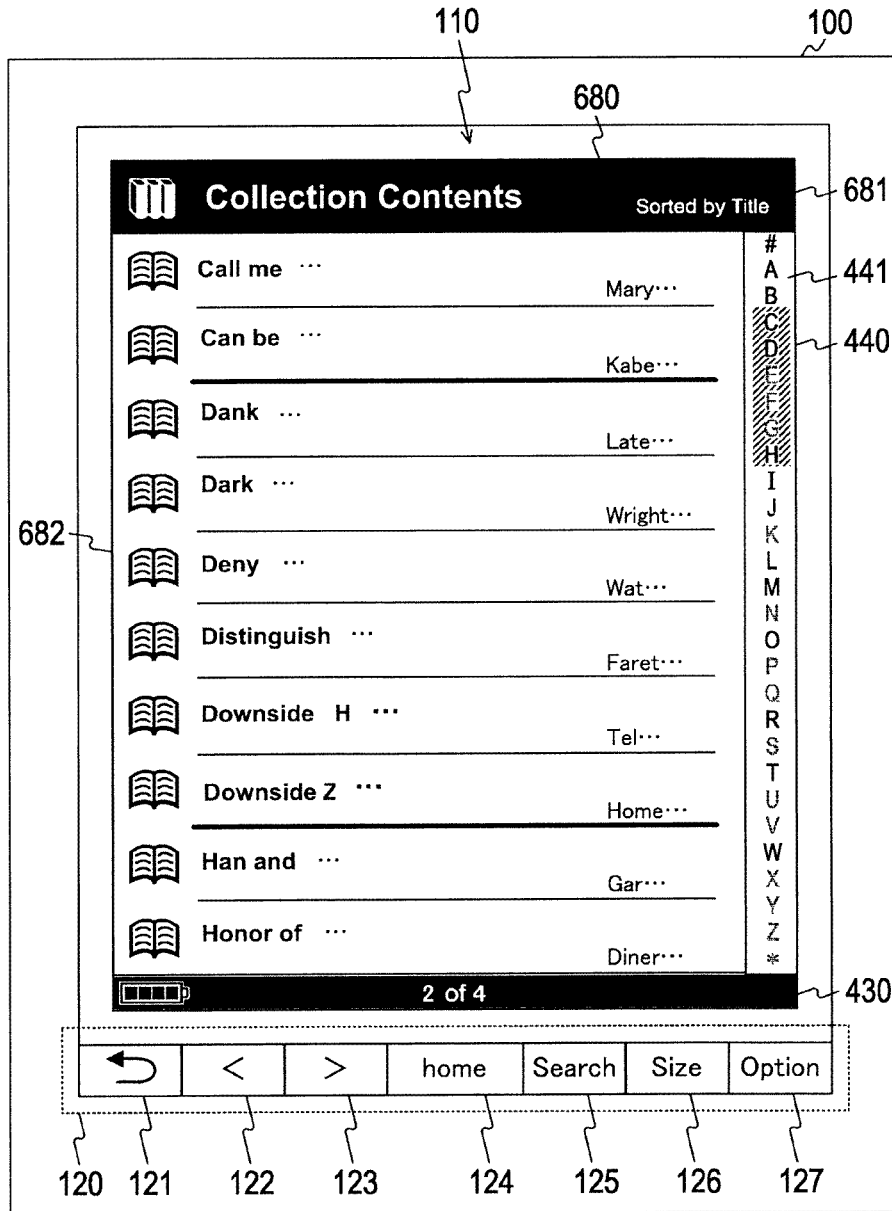 110
100
680
Collection Contents
Sorted by Title
681
Call me ...
Mary...
Can be ...
Kabe...
Dank ...
Late...
Dark ...
Wright...
Deny ...
Wat...
Distinguish ...
Faret...
Downside H ...
Tel...
Downside Z ...
Home...
Han and ...
Gar...
Honor of ...
Diner...
#
A
B
C
D
E
F
G
H
I
J
K
L
M
N
O
P
Q
R
S
T
U
V
W
X
Y
Z
*
441
440
682
2 of 4
430
<
>
home
Search
Size
Option
120
121
122
123
124
125
126
127